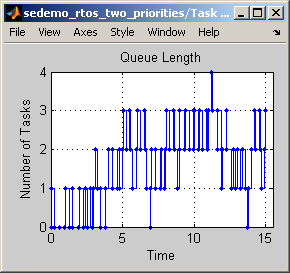 sedemo_rtos_two_priorities/Task ...
File View Axes Style Window Help
Queue Length
Number of Tasks
4
3
2
1
0
0 5 10 15
Time